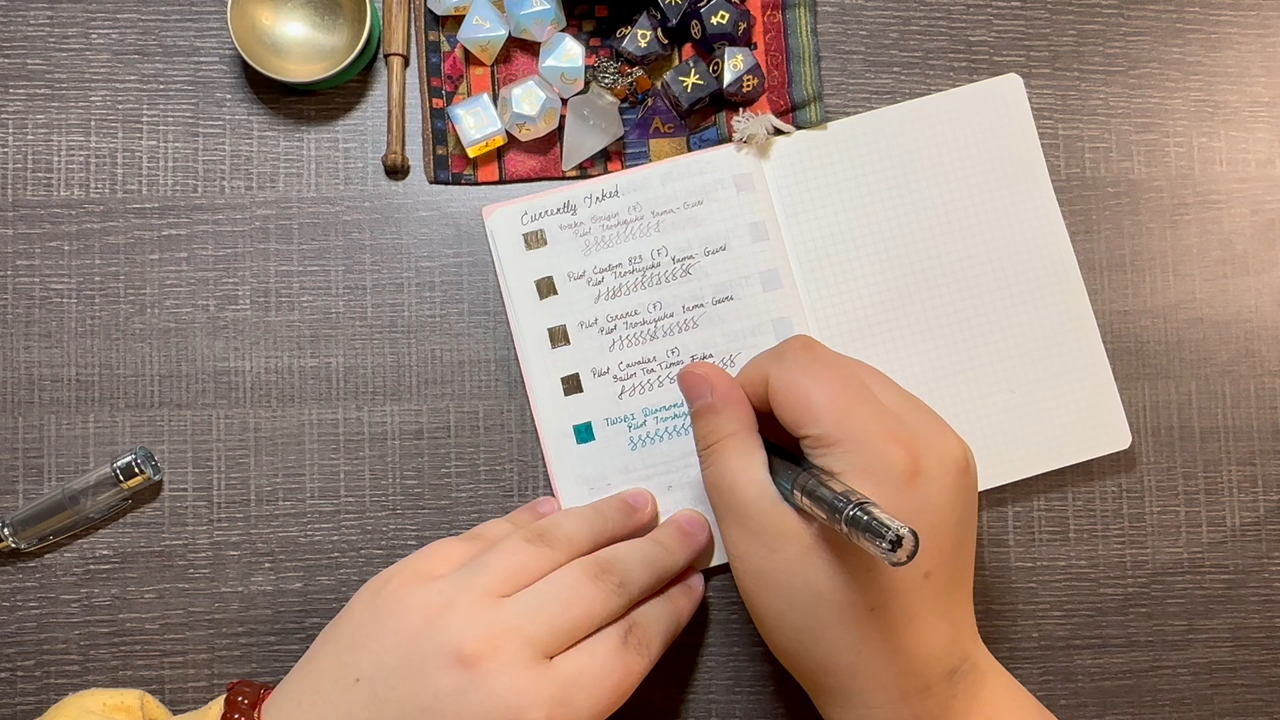 Currently Inked
Pilot Iroshizuku Yama-Guri
Pilot Custom 823 (F)
Pilot Iroshizuku Yama-Guri
Pilot Grance (F)
Pilot Iroshizuku Yama-Guri
Pilot Cavalier (F)
Sailor Tea Times Fika
TWSBI Diamond
Pilot
Ac